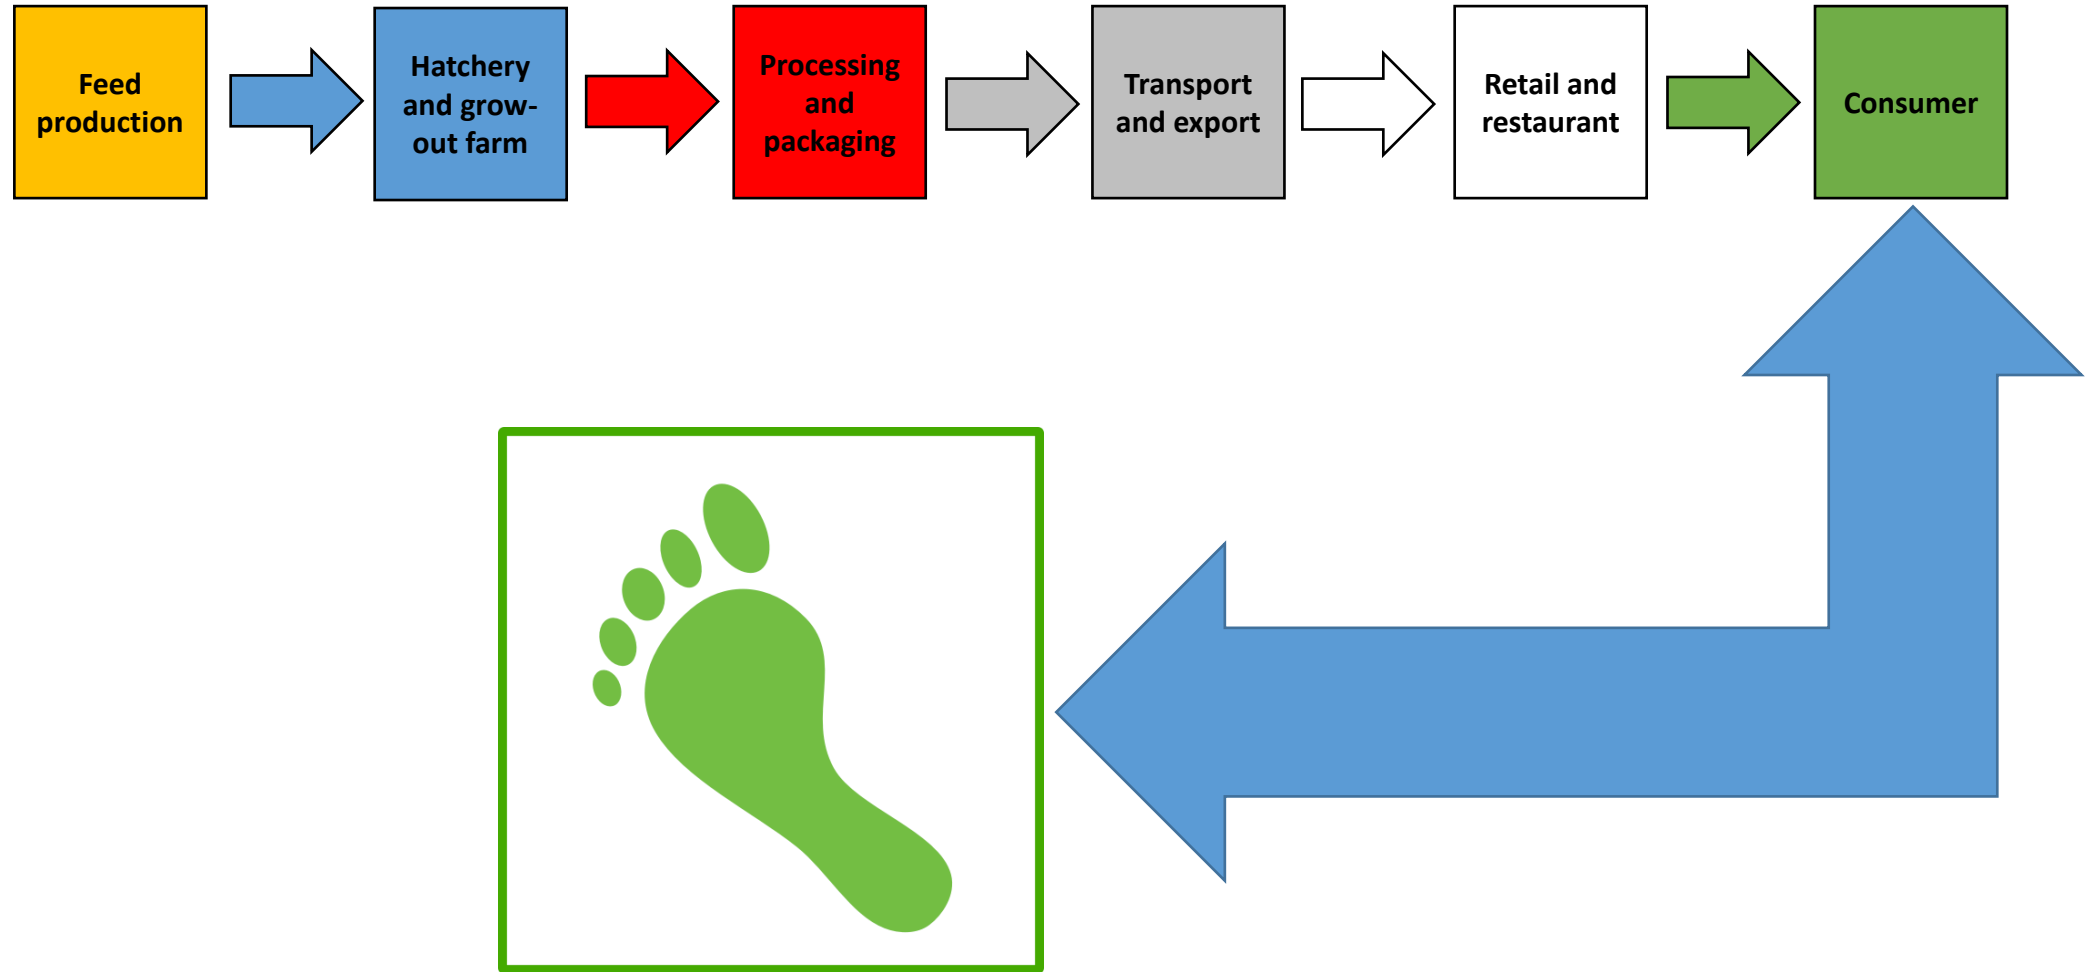 Feed
production
Hatchery
and grow-
out farm
Processing
and
packaging
Transport
and export
Retail and
restaurant
Consumer